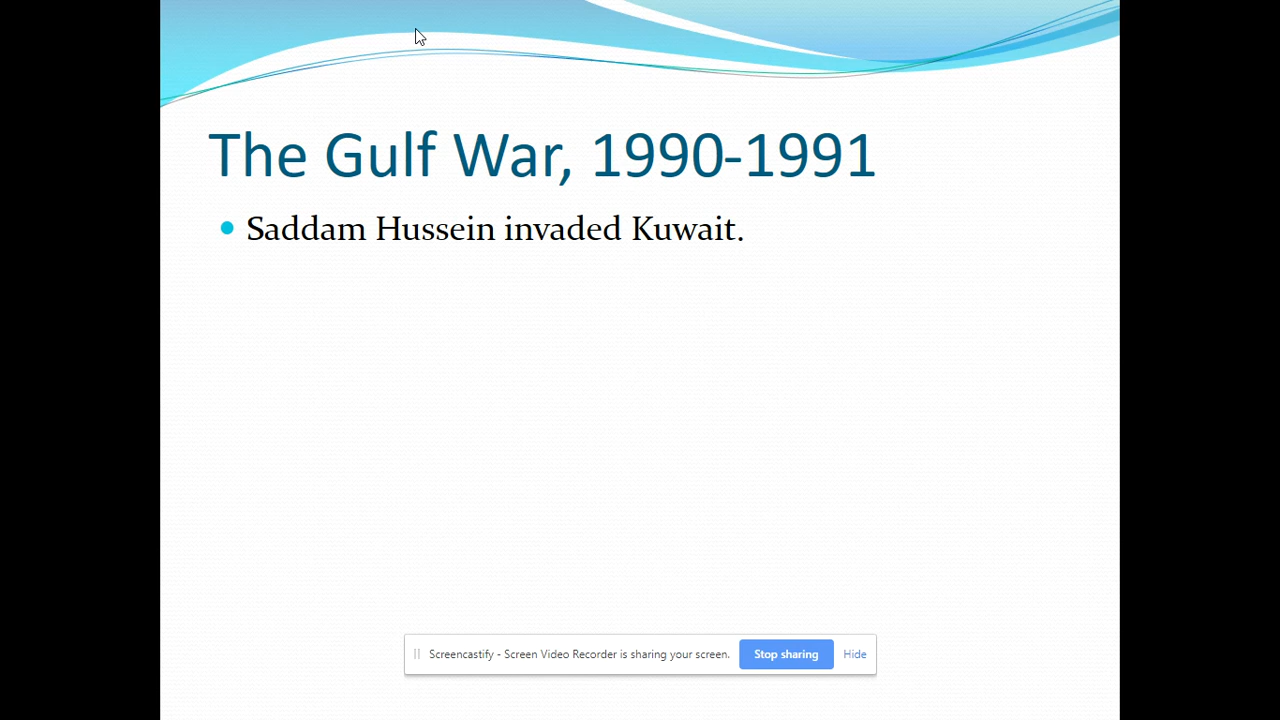 The Gulf War, 1990-1991
Saddam Hussein invaded Kuwait.
Screencastify - Screen Video Recorder is sharing your screen. Stop sharing Hide